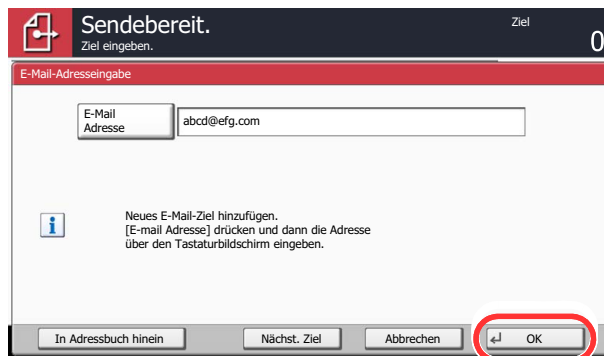 Sendebereit.
Ziel
Ziel eingeben.
0
E-Mail-Adresseingabe
E-Mail
Adresse
abcd@efg.com
Neues E-Mail-Ziel hinzufügen.
[E-mail Adresse] drücken und dann die Adresse
über den Tastaturbildschirm eingeben.
In Adressbuch hinein
Nächst. Ziel
Abbrechen
OK